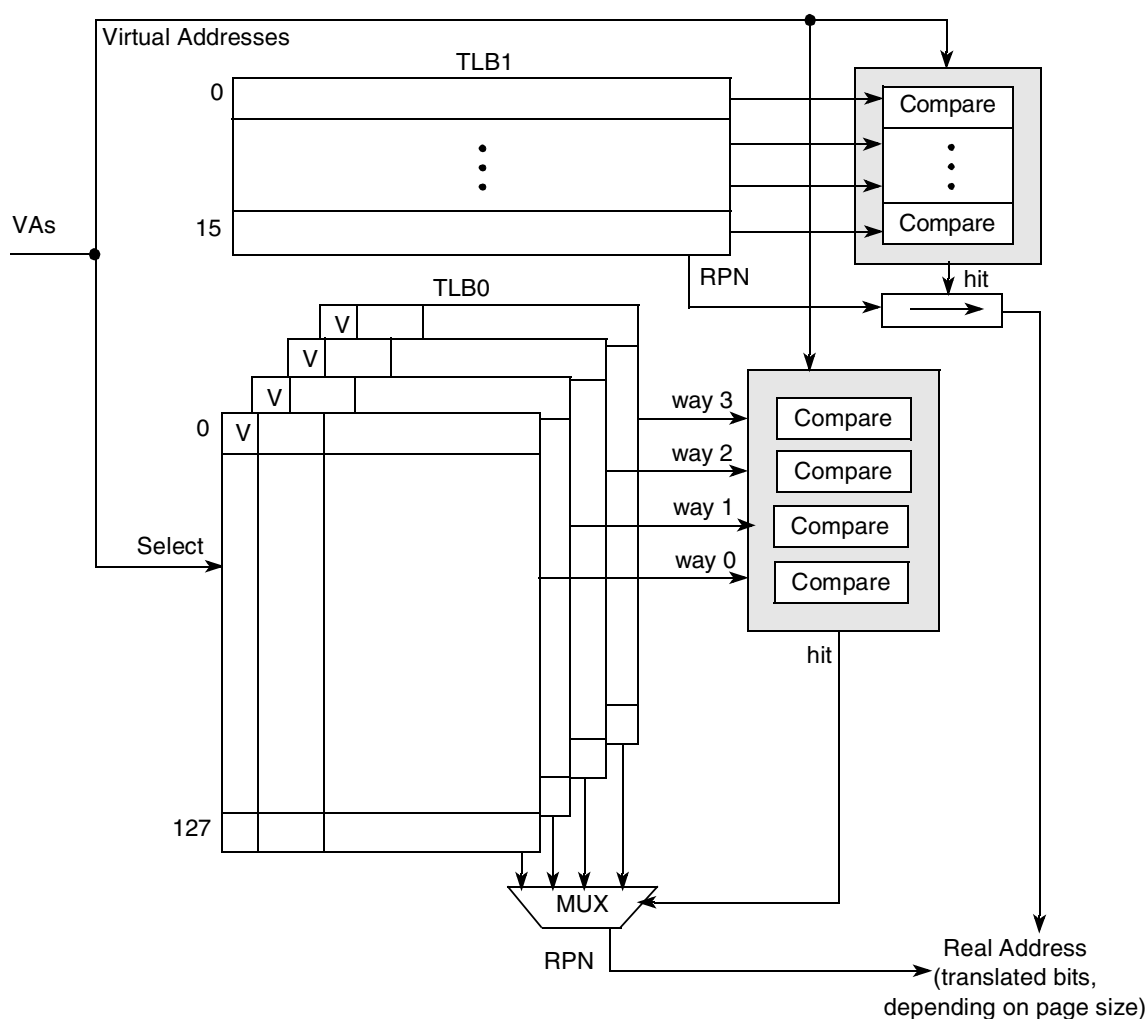 Virtual Addresses
TLB1
0
Compare
15
Compare
VAs
RPN
hit
TLB0
V
V
V
0
V
way 3
Compare
way 2
Compare
way 1
Compare
Select
way 0
Compare
hit
127
MUX
RPN
Real Address
(translated bits,
depending on page size)